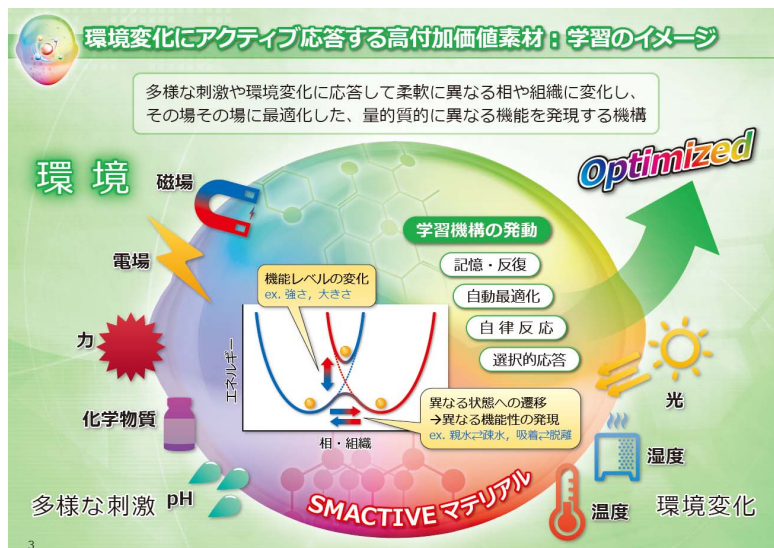 環境変化にアクティブ応答する高付加価値素材：学習のイメージ
多様な刺激や環境変化に応答して柔軟に異なる相や組織に変化し、
その場その場に最適化した、量的質的に異なる機能を発現する機構
環境
Optimized
磁場
電場
力
化学物質
pH
多様な刺激
学習機構の発動
記憶・反復
自動最適化
自律反応
選択的応答
機能レベルの変化
ex. 強さ，大きさ
エネルギー
相・組織
異なる状態への遷移
→異なる機能性の発現
ex. 親水⇄疎水，吸着⇄脱離
SMACTIVE マテリアル
光
湿度
温度
環境変化
3